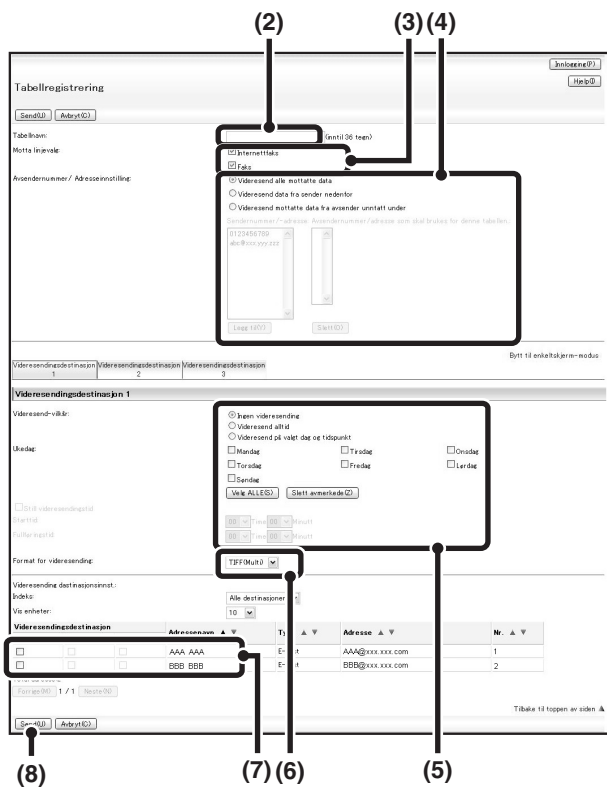 (2) (3) (4)
Innlogging(P)
Tabellregistrering
Hjelp(I)
Send(U) Avbryt(C)
Tabellnavn: (inntil 36 tegn)
Motta linjevalg: Internettfaks
Faks
Avsendernummer/ Adresseinnstilling: Videresend alle mottatte data
Videresend data fra sender nedenfor
Videresend mottatte data fra avsender unntatt under
Sendernummer/-adresse Avsendernummer/adresse som skal brukes for denne tabellen:
0123456789
abc@xxx.yyy.zzz
Legg til(Y) Slett(O)
Bytt til enkeltskjerm-modus
Videresendingsdestinasjon 1 Videresendingsdestinasjon 2 Videresendingsdestinasjon 3
Videresendingsdestinasjon 1
Videresend-vilkår: Ingen videresending
Videresend alltid
Videresend på valgt dag og tidspunkt
Ukedag: Mandag Tirsdag Onsdag
Torsdag Fredag Lørdag
Søndag
Velg ALLE(S) Slett avmerkede(Z)
Still videresendingstid
Starttid 00 Time 00 Minutt
Fullføringstid 00 Time 00 Minutt
Format for videresending: TIFF(Multi)
Videresending dastinasjonsinnst.:
Indeks: Alle destinasjoner
Vis enheter: 10
Videresendingsdestinasjon Adressenavn ▲ ▼ ▲ ▼ Adresse ▲ ▼ Nr. ▲ ▼
AAA AAA AAA@xxx.xxx.com 1
BBB BBB BBB@xxx.xxx.com 2
Forrige(M) 1 / 1 Neste(N)
Tilbake til toppen av siden ▲
Send(U) Avbryt(C)
(8) (7) (6) (5)